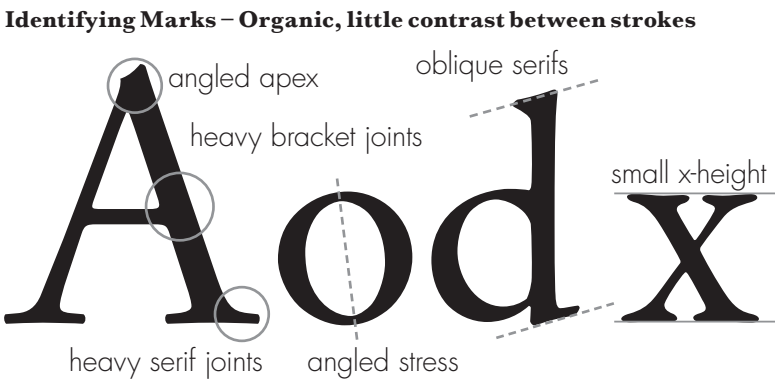 Identifying Marks – Organic, little contrast between strokes
oblique serifs
angled apex
heavy bracket joints
small x-height
A o d x
heavy serif joints
angled stress